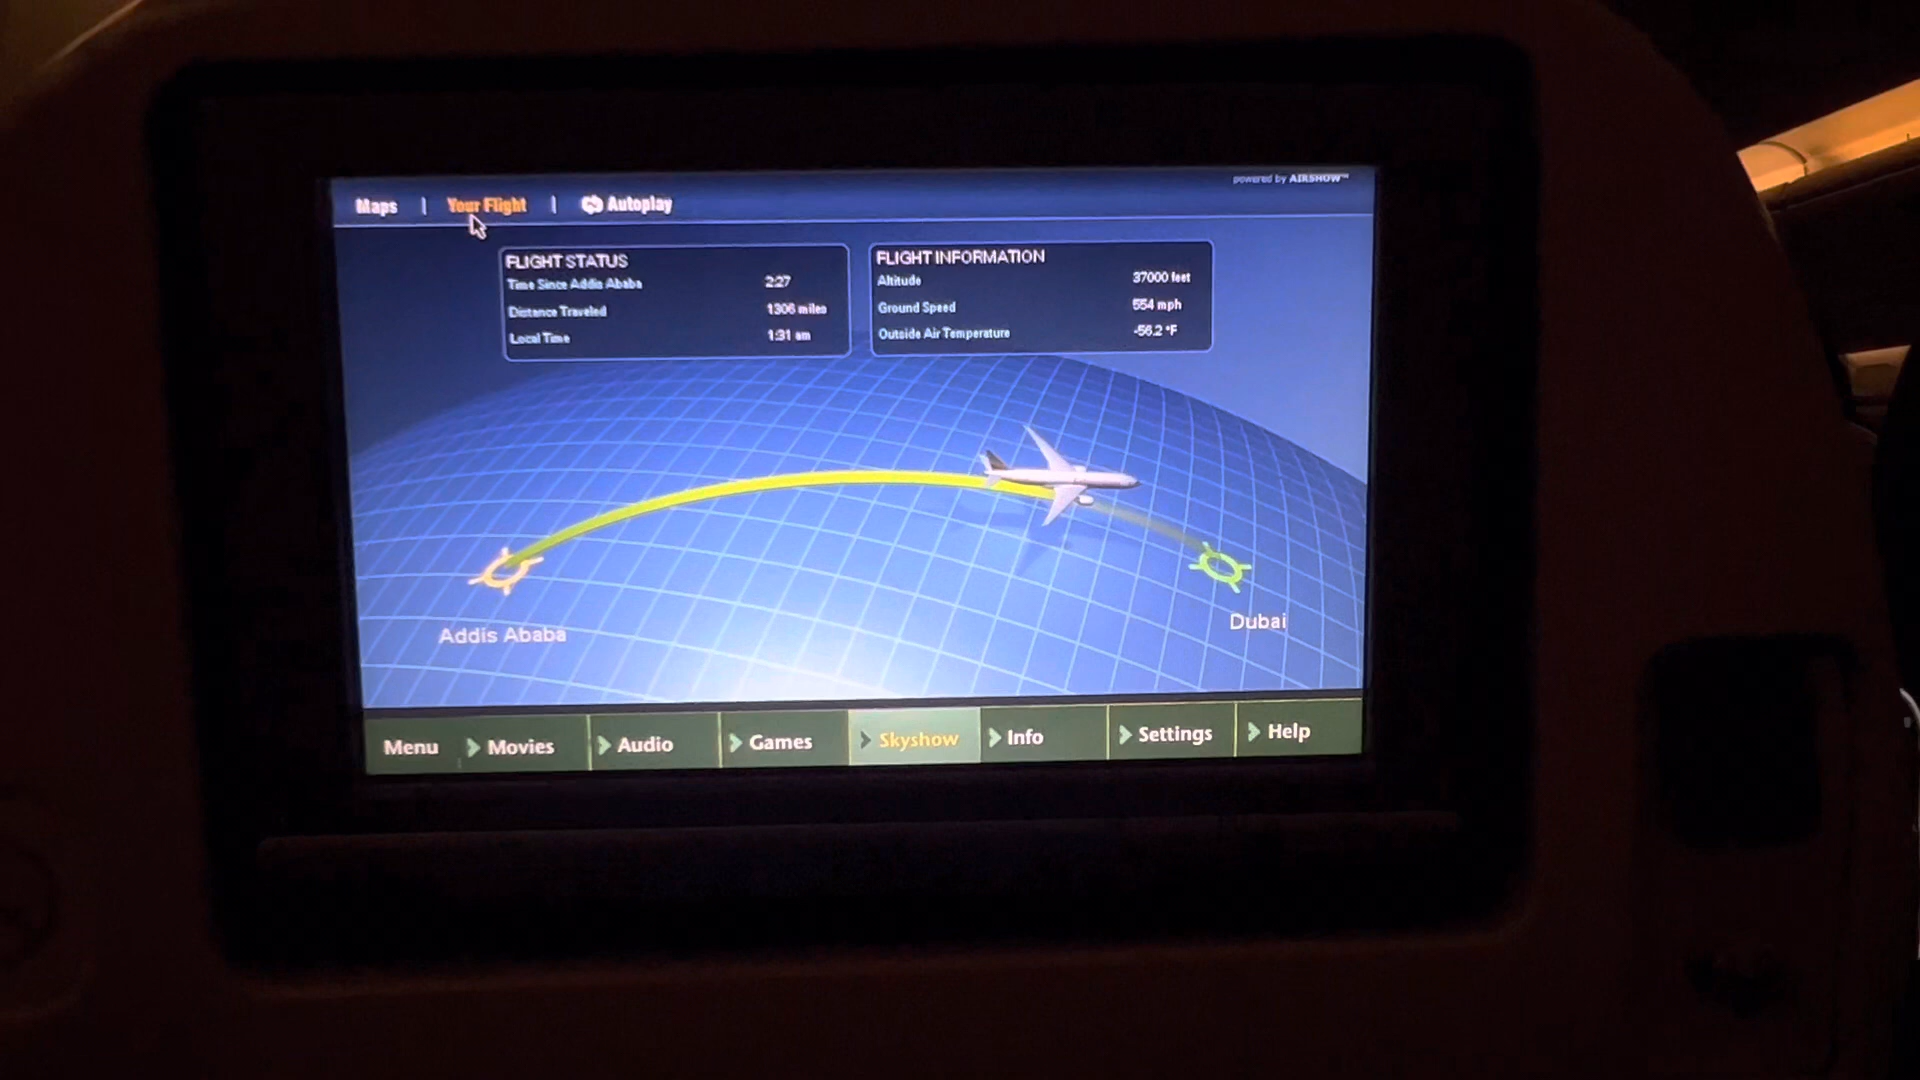 powered by AIRSHOW™
Maps | Your Flight | Autoplay
FLIGHT STATUS
Time Since Addis Ababa 2:27
Distance Traveled 1306 miles
Local Time 1:31 am
FLIGHT INFORMATION
Altitude 37000 feet
Ground Speed 554 mph
Outside Air Temperature -56.2 °F
Addis Ababa
Dubai
Menu Movies Audio Games Skyshow Info Settings Help